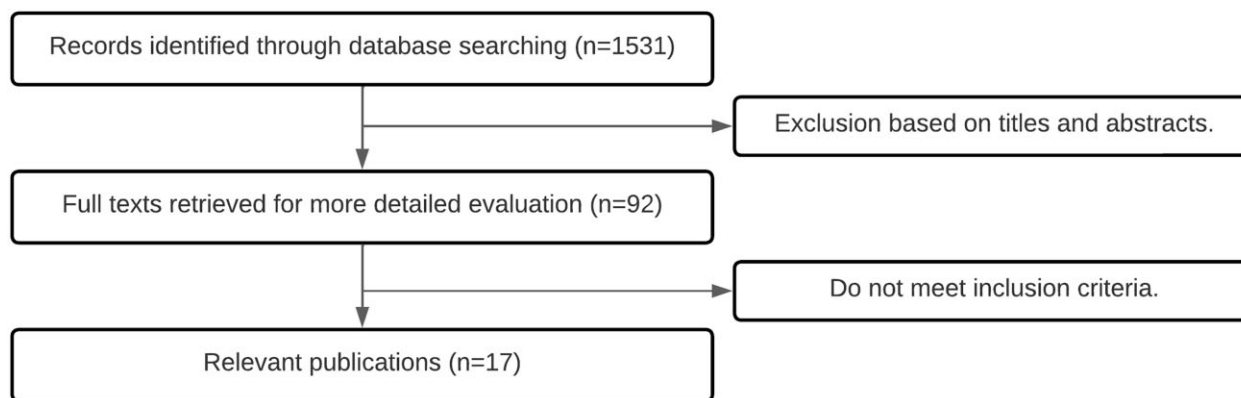 Records identified through database searching (n=1531)
Exclusion based on titles and abstracts.
Full texts retrieved for more detailed evaluation (n=92)
Do not meet inclusion criteria.
Relevant publications (n=17)